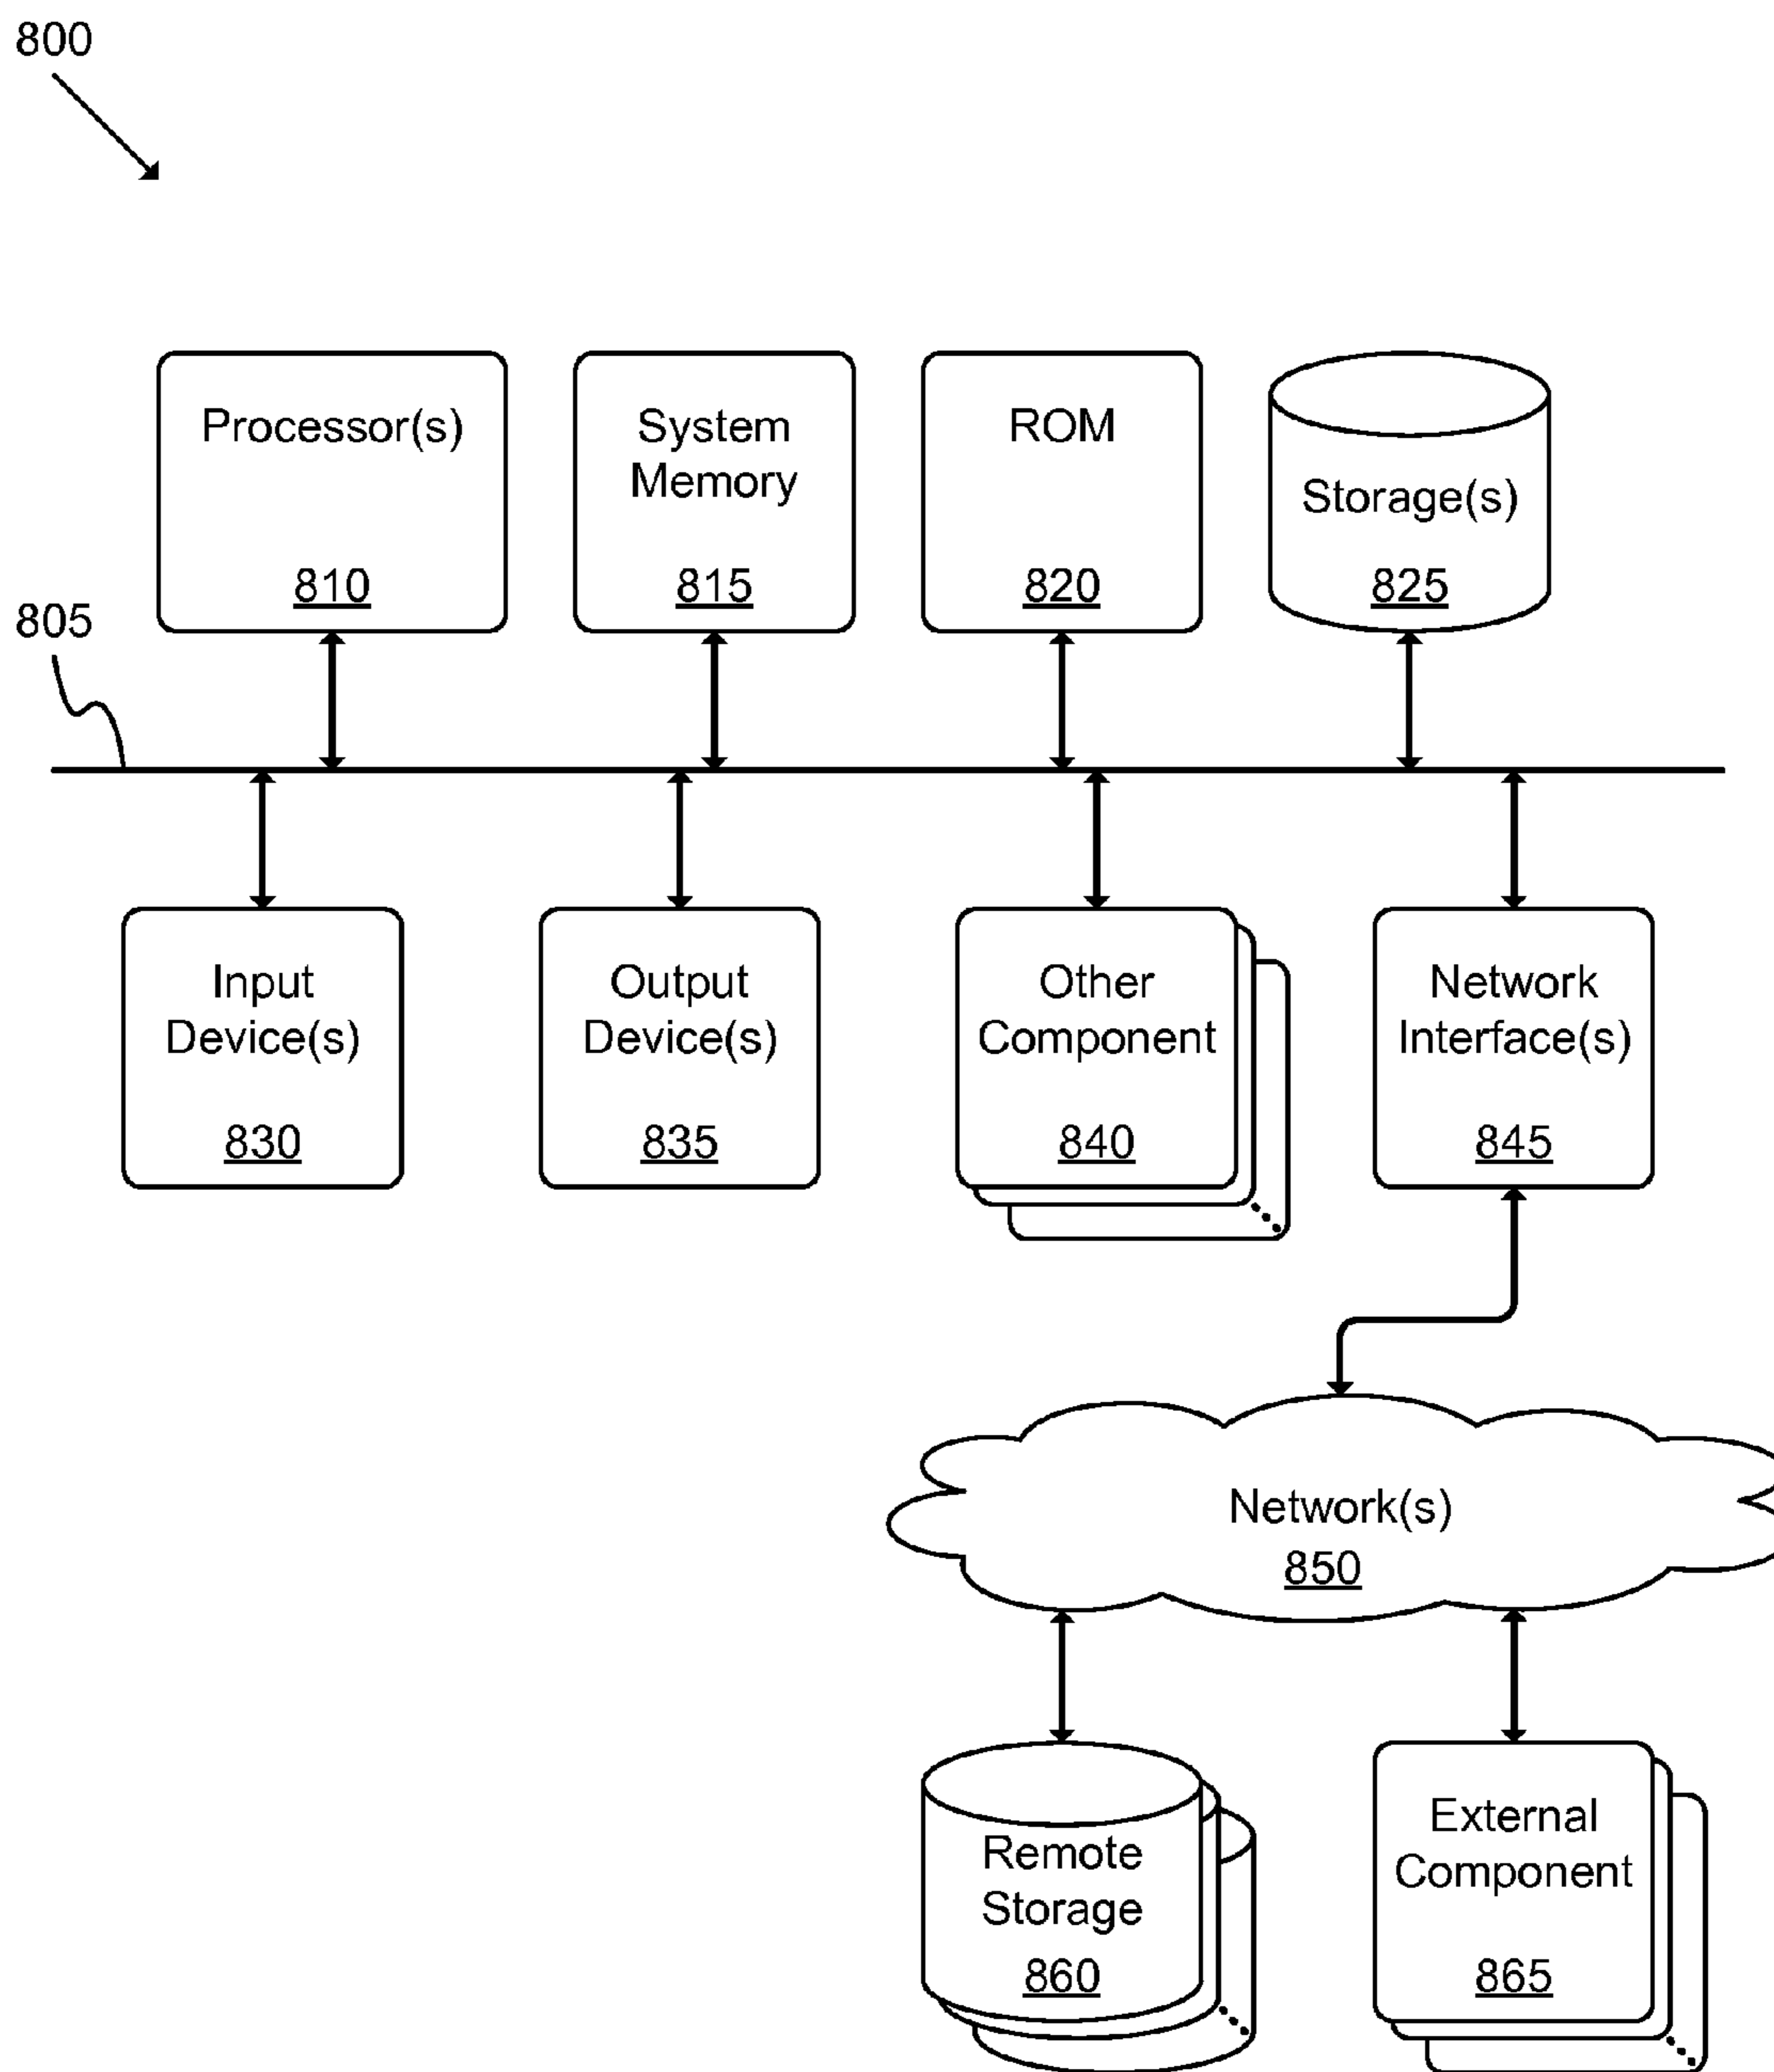 800
Processor(s)
810
System
Memory
815
ROM
820
Storage(s)
825
805
Input
Device(s)
830
Output
Device(s)
835
Other
Component
840
Network
Interface(s)
845
Network(s)
850
Remote
Storage
860
External
Component
865